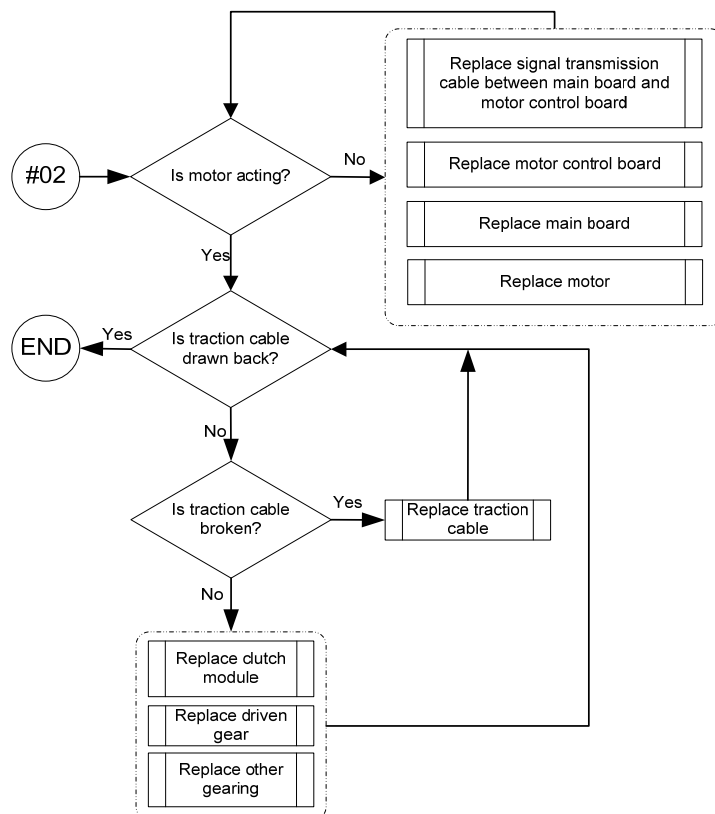 Replace signal transmission
cable between main board and
motor control board
#02
Is motor acting?
No
Replace motor control board
Replace main board
Yes
Replace motor
END
Yes
Is traction cable
drawn back?
No
Is traction cable
broken?
Yes
Replace traction
cable
No
Replace clutch
module
Replace driven
gear
Replace other
gearing